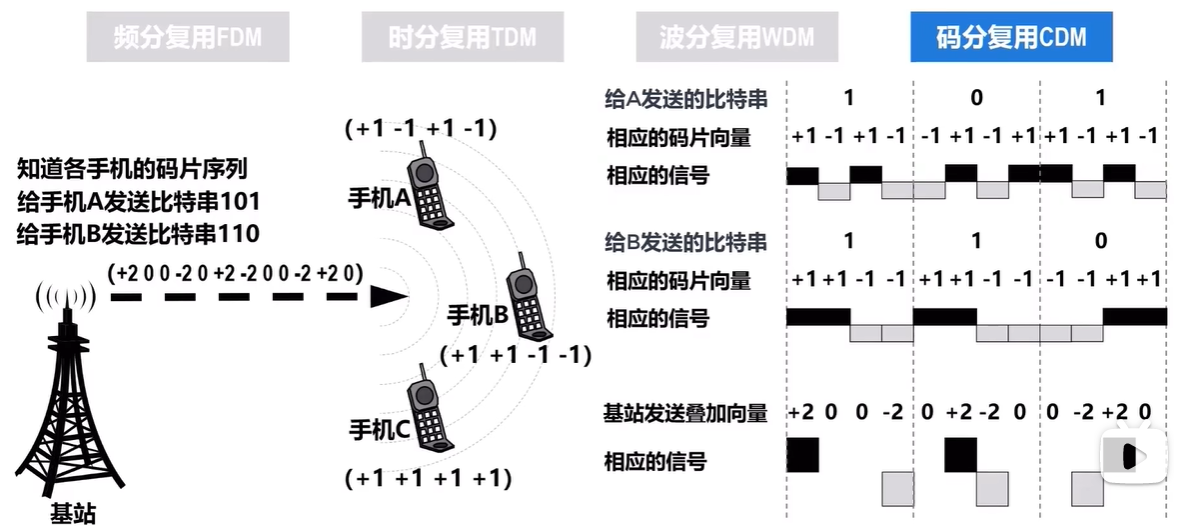 频分复用FDM
时分复用TDM
波分复用WDM
码分复用CDM
知道各手机的码片序列
给手机A发送比特串101
给手机B发送比特串110
(+2 0 0 -2 0 +2 -2 0 0 -2 +2 0)
基站
(+1 -1 +1 -1)
手机A
手机B
(+1 +1 -1 -1)
手机C
(+1 +1 +1 +1)
给A发送的比特串 1 0 1
相应的码片向量 +1 -1 +1 -1 -1 +1 -1 +1 +1 -1 +1 -1
相应的信号
给B发送的比特串 1 1 0
相应的码片向量 +1 +1 -1 -1 +1 +1 -1 -1 -1 -1 +1 +1
相应的信号
基站发送叠加向量 +2 0 0 -2 0 +2 -2 0 0 -2 +2 0
相应的信号